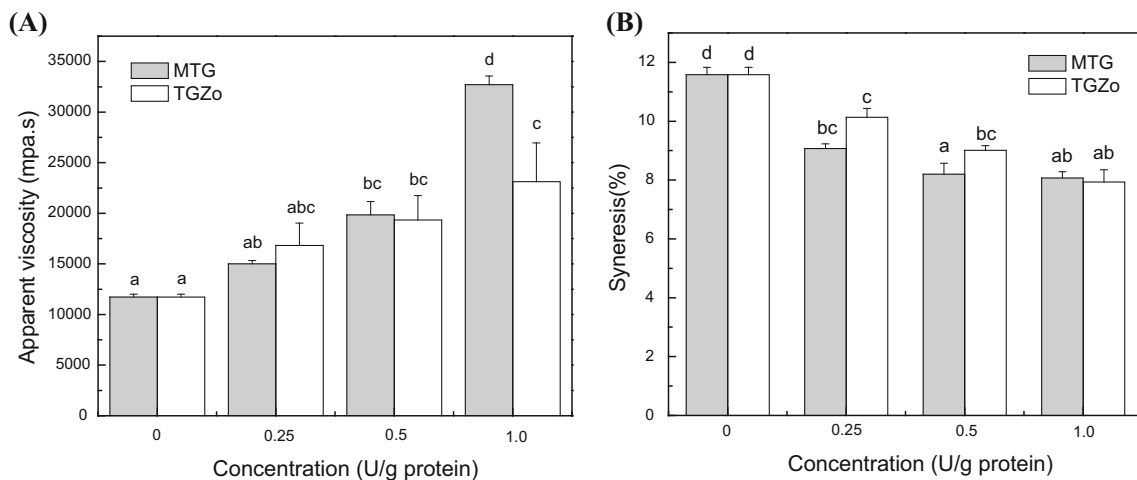 (A)
Apparent viscosity (mpa.s)
35000
30000
25000
20000
15000
10000
5000
0
MTG
TGZo
a
a
ab
abc
bc
bc
d
c
0
0.25
0.5
1.0
Concentration (U/g protein)
(B)
Syneresis(%)
12
10
8
6
4
2
0
MTG
TGZo
d
d
bc
c
a
bc
ab
ab
0
0.25
0.5
1.0
Concentration (U/g protein)